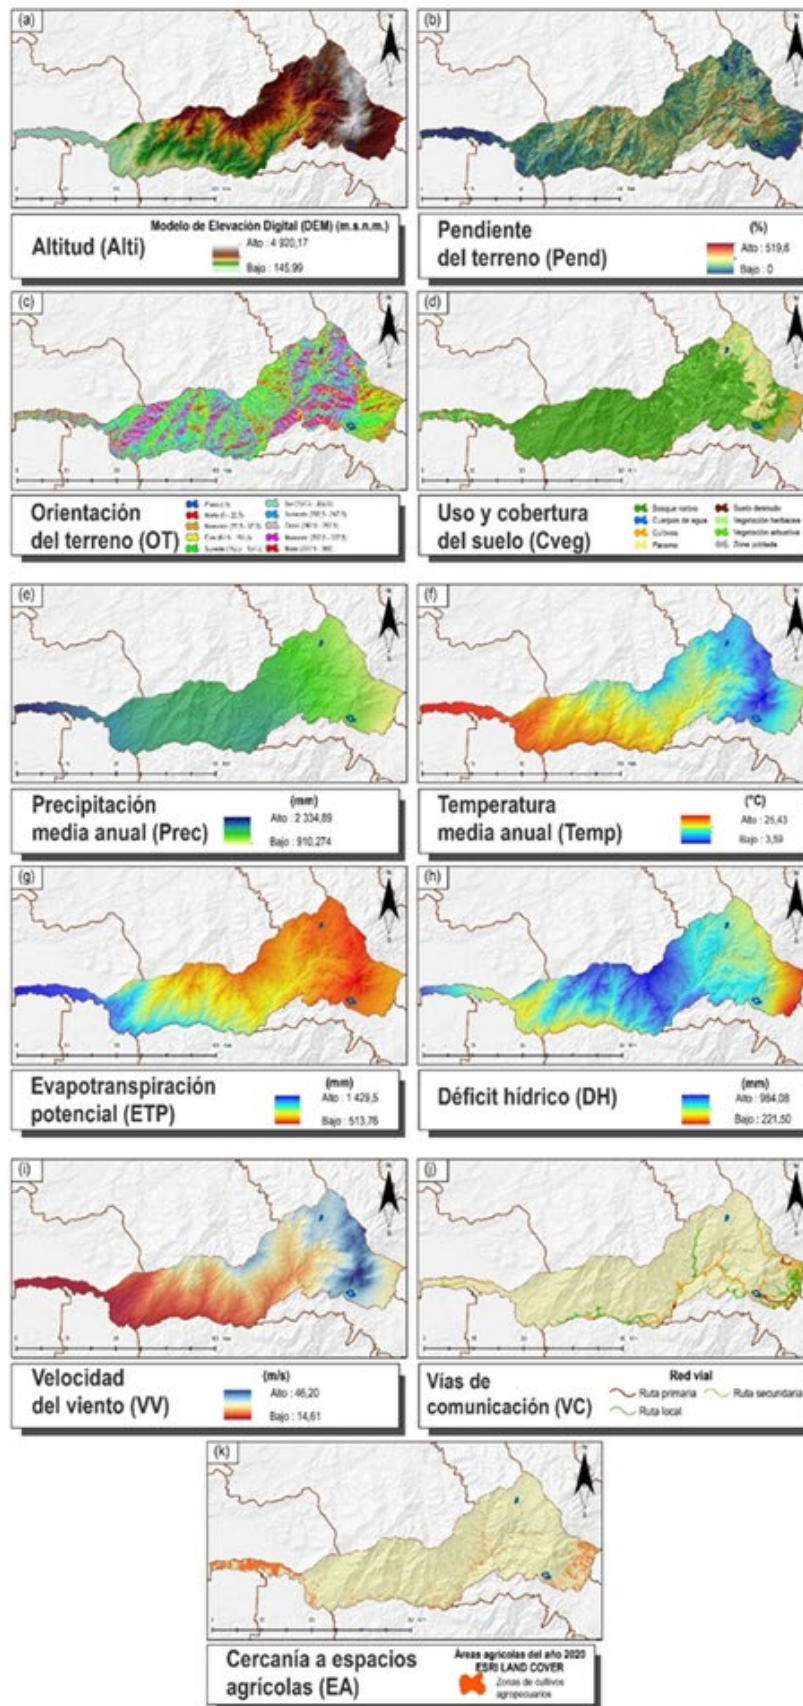 (a)
(b)
Altitud (Alti)
Modelo de Elevación Digital (DEM) (m.s.n.m.)
Alto : 4 920,17
Bajo : 145,99
Pendiente
del terreno (Pend)
(%)
Alto : 519,6
Bajo : 0
(c)
(d)
Orientación
del terreno (OT)
Uso y cobertura
del suelo (Cveg)
Bosque nativo
Cuerpos de agua
Cultivos
Páramo
Suelo desnudo
Vegetación herbácea
Vegetación arbustiva
Zona poblada
(e)
(f)
Precipitación
media anual (Prec)
(mm)
Alto : 2 334,89
Bajo : 910,274
Temperatura
media anual (Temp)
(°C)
Alto : 25,43
Bajo : 3,59
(g)
(h)
Evapotranspiración
potencial (ETP)
(mm)
Alto : 1 429,5
Bajo : 513,76
Déficit hídrico (DH)
(mm)
Alto : 984,08
Bajo : 221,50
(i)
(j)
Velocidad
del viento (VV)
(m/s)
Alto : 46,20
Bajo : 14,61
Vías de
comunicación (VC)
Red vial
Ruta primaria
Ruta secundaria
Ruta local
(k)
Cercanía a espacios
agrícolas (EA)
Áreas agrícolas del año 2020
ESRI LAND COVER
Zonas de cultivos
agropecuarios